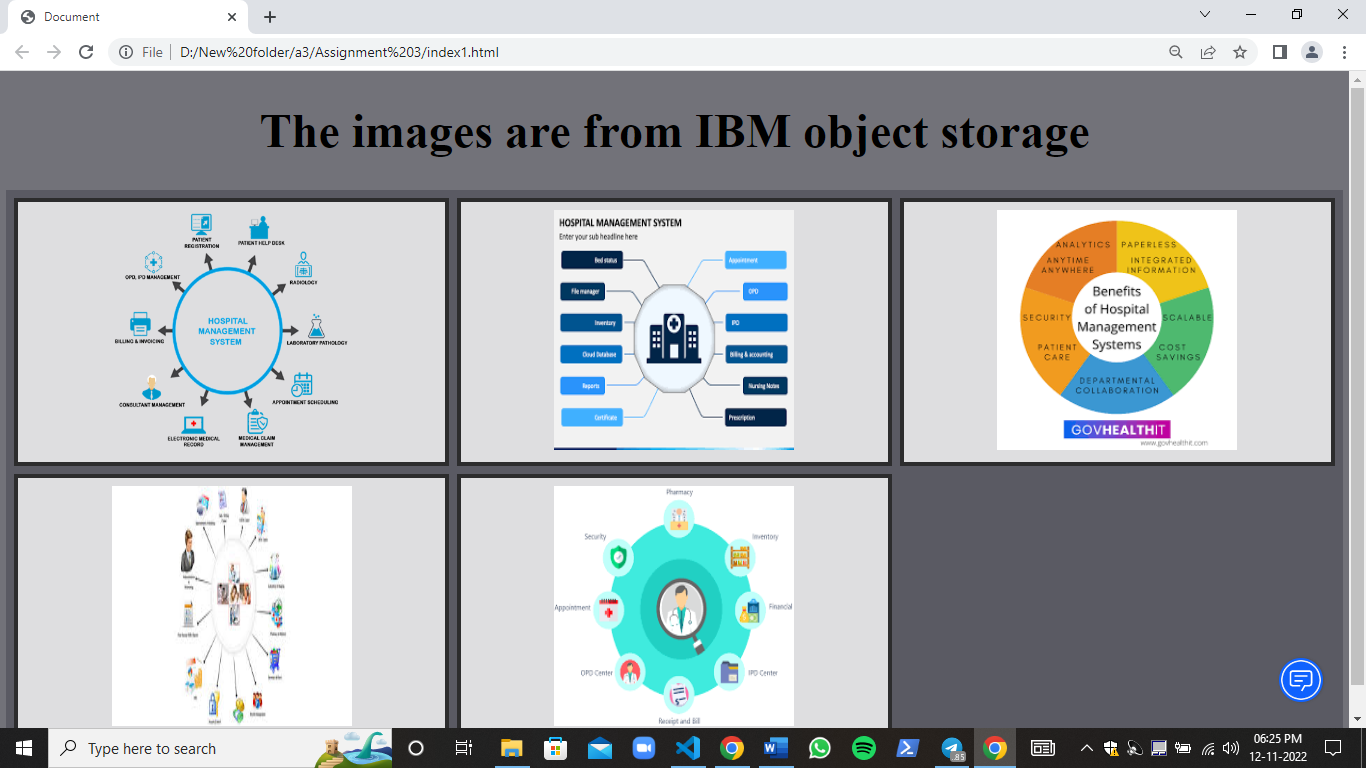 Document
File
D:/New%20folder/a3/Assignment%203/index1.html
The images are from IBM object storage
PATIENT
REGISTRATION
PATIENT HELP DESK
OPD, IPD MANAGEMENT
RADIOLOGY
HOSPITAL
MANAGEMENT
SYSTEM
BILLING & INVOICING
LABORATORY PATHOLOGY
CONSULTANT MANAGEMENT
APPOINTMENT SCHEDULING
ELECTRONIC MEDICAL
RECORD
MEDICAL CLAIM
MANAGEMENT
HOSPITAL MANAGEMENT SYSTEM
Enter your sub headline here
Bed status
Appointment
File manager
OPD
Inventory
IPD
Cloud Database
Billing & accounting
Reports
Nursing Notes
Certificate
Prescription
ANALYTICS
PAPERLESS
ANYTIME
ANYWHERE
INTEGRATED
INFORMATION
Benefits
of Hospital
Management
Systems
SECURITY
SCALABLE
PATIENT
CARE
COST
SAVINGS
DEPARTMENTAL
COLLABORATION
GOVHEALTHIT
www.govhealthit.com
Pharmacy
Security
Inventory
Appointment
Financial
OPD Center
IPD Center
Receipt and Bill
Type here to search
.85
06:25 PM
12-11-2022